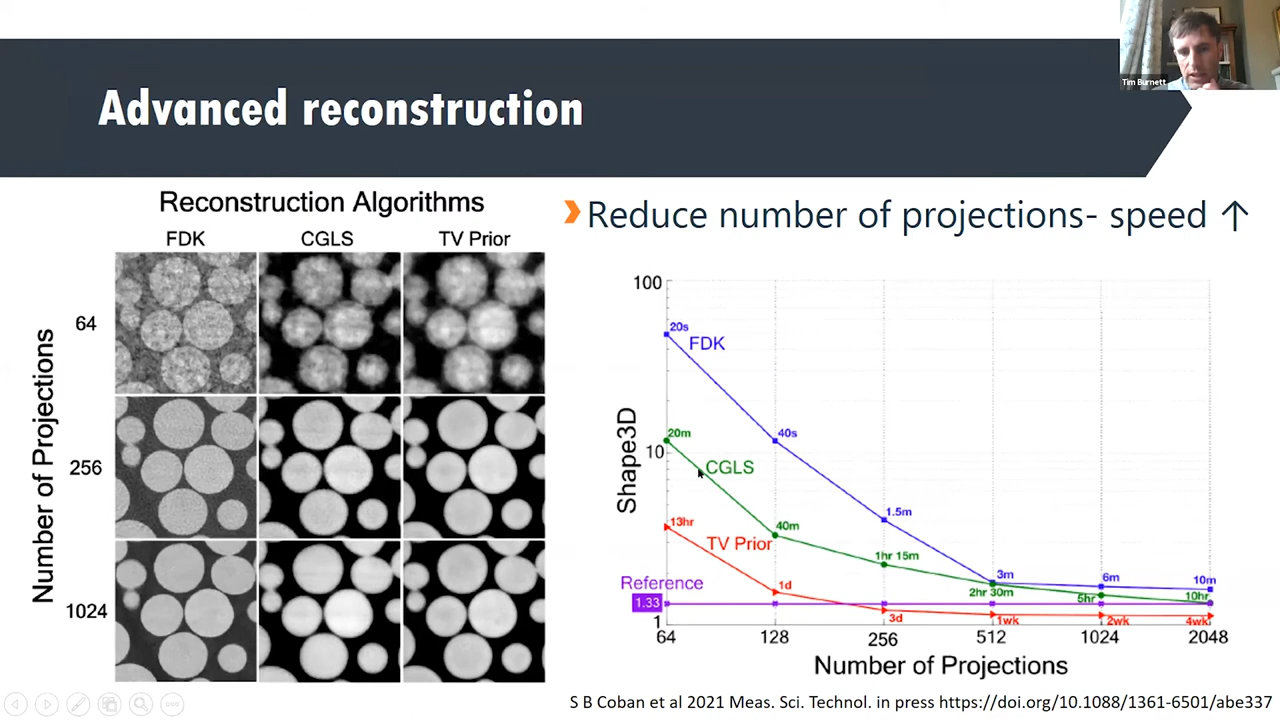 Tim Burnett
Advanced reconstruction
Reconstruction Algorithms
FDK CGLS TV Prior
Number of Projections
64
256
1024
Reduce number of projections- speed ↑
Shape3D
100
10
1
20s
FDK
40s
1.5m
3m
6m
10m
20m
CGLS
40m
1hr 15m
2hr 30m
5hr
10hr
13hr
TV Prior
1d
3d
1wk
2wk
4wk
Reference
1.33
64 128 256 512 1024 2048
Number of Projections
S B Coban et al 2021 Meas. Sci. Technol. in press https://doi.org/10.1088/1361-6501/abe337